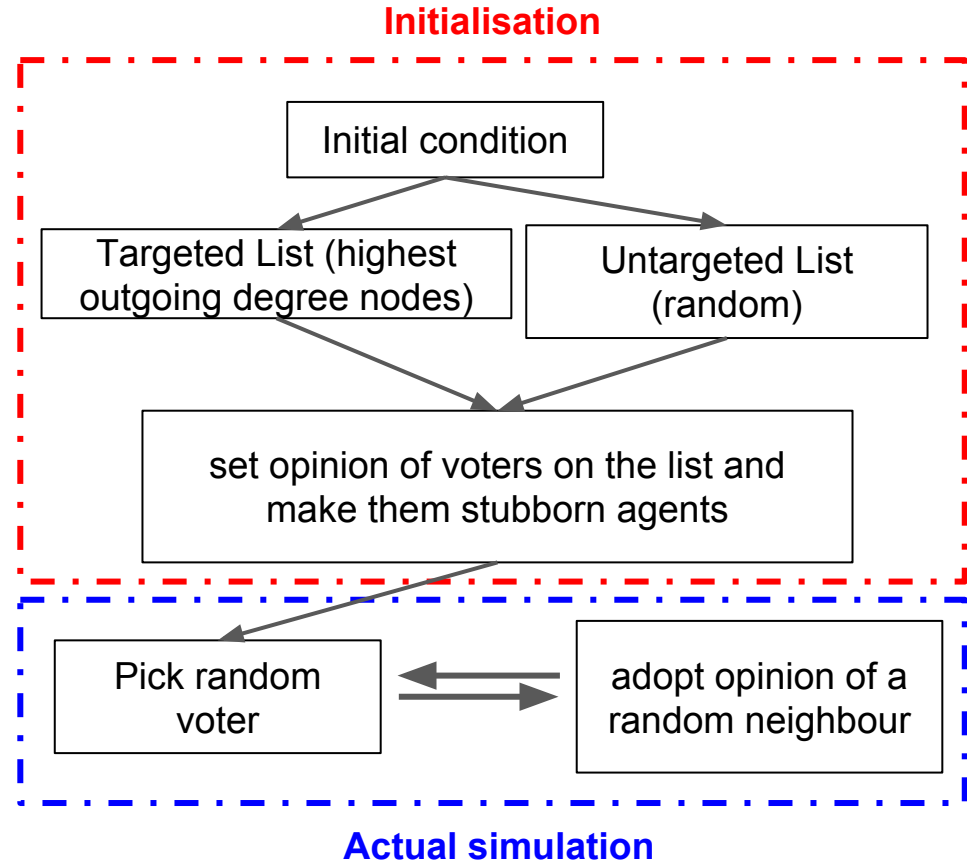 Initialisation
Initial condition
Targeted List (highest
outgoing degree nodes)
Untargeted List
(random)
set opinion of voters on the list and
make them stubborn agents
Pick random
voter
adopt opinion of a
random neighbour
Actual simulation